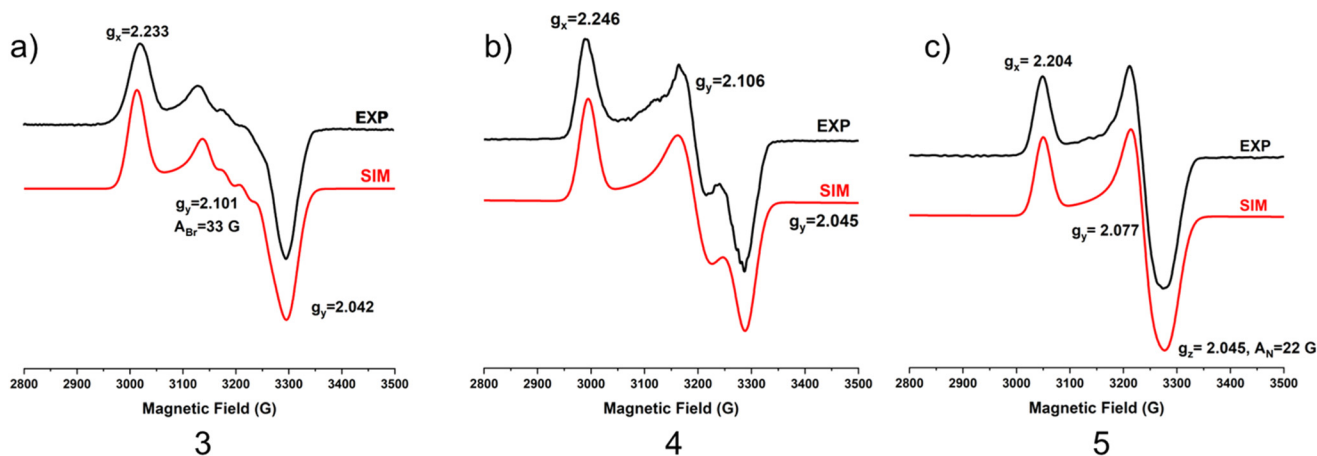 a)
gx=2.233
EXP
SIM
gy=2.101
ABr=33 G
gy=2.042
2800 2900 3000 3100 3200 3300 3400 3500
Magnetic Field (G)
3
b)
gx=2.246
gy=2.106
EXP
SIM
gy=2.045
2800 2900 3000 3100 3200 3300 3400 3500
Magnetic Field (G)
4
c)
gx= 2.204
EXP
SIM
gy= 2.077
gz= 2.045, AN=22 G
2800 2900 3000 3100 3200 3300 3400 3500
Magnetic Field (G)
5